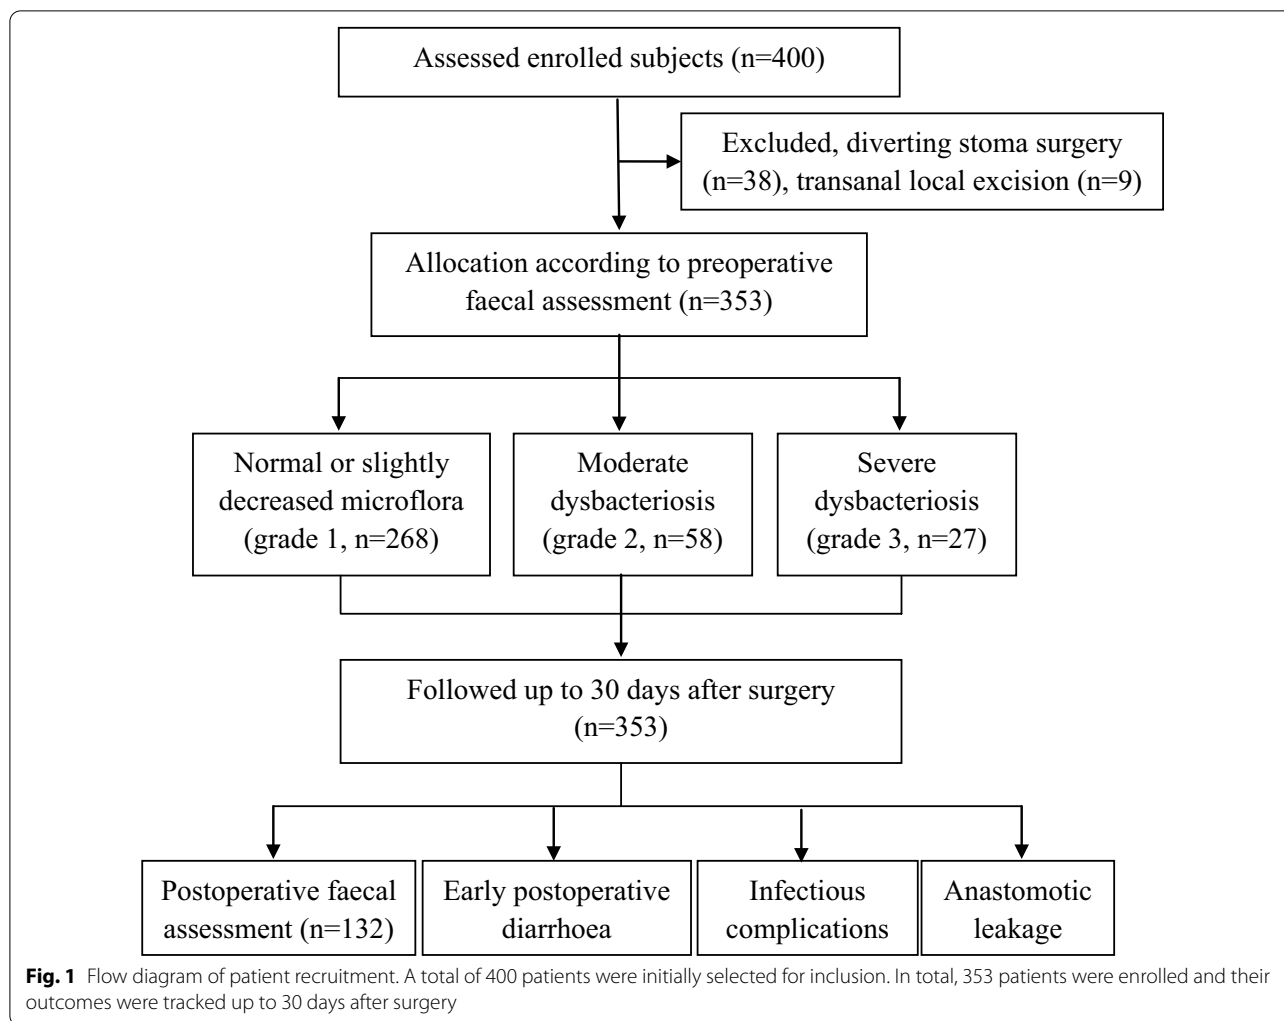 Assessed enrolled subjects (n=400)
Excluded, diverting stoma surgery
(n=38), transanal local excision (n=9)
Allocation according to preoperative
faecal assessment (n=353)
Normal or slightly
decreased microflora
(grade 1, n=268)
Moderate
dysbacteriosis
(grade 2, n=58)
Severe
dysbacteriosis
(grade 3, n=27)
Followed up to 30 days after surgery
(n=353)
Postoperative faecal
assessment (n=132)
Early postoperative
diarrhoea
Infectious
complications
Anastomotic
leakage
Fig. 1 Flow diagram of patient recruitment. A total of 400 patients were initially selected for inclusion. In total, 353 patients were enrolled and their
outcomes were tracked up to 30 days after surgery